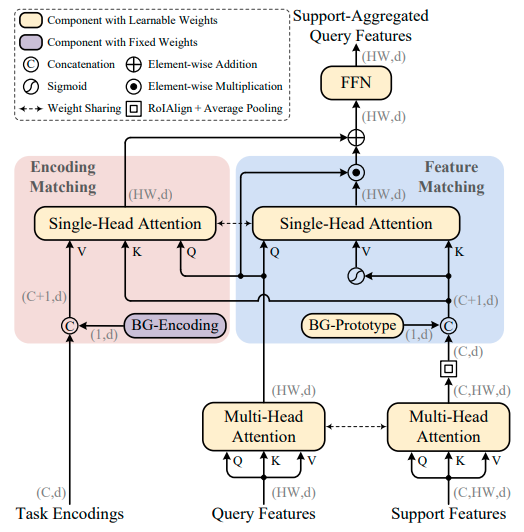 Component with Learnable Weights
Component with Fixed Weights
C Concatenation
Element-wise Addition
Sigmoid
Element-wise Multiplication
Weight Sharing
RoIAlign + Average Pooling
Support-Aggregated
Query Features
(HW,d)
FFN
(HW,d)
Encoding
Matching
Feature
Matching
(HW,d)
(HW,d)
Single-Head Attention
Single-Head Attention
V
K
Q
Q
V
K
(C+1,d)
(C+1,d)
C
BG-Encoding
(1,d)
BG-Prototype
C
(1,d)
(C,d)
(HW,d)
(C,HW,d)
Multi-Head
Attention
Multi-Head
Attention
Q
K
V
Q
K
V
(C,d)
(HW,d)
(C,HW,d)
Task Encodings
Query Features
Support Features